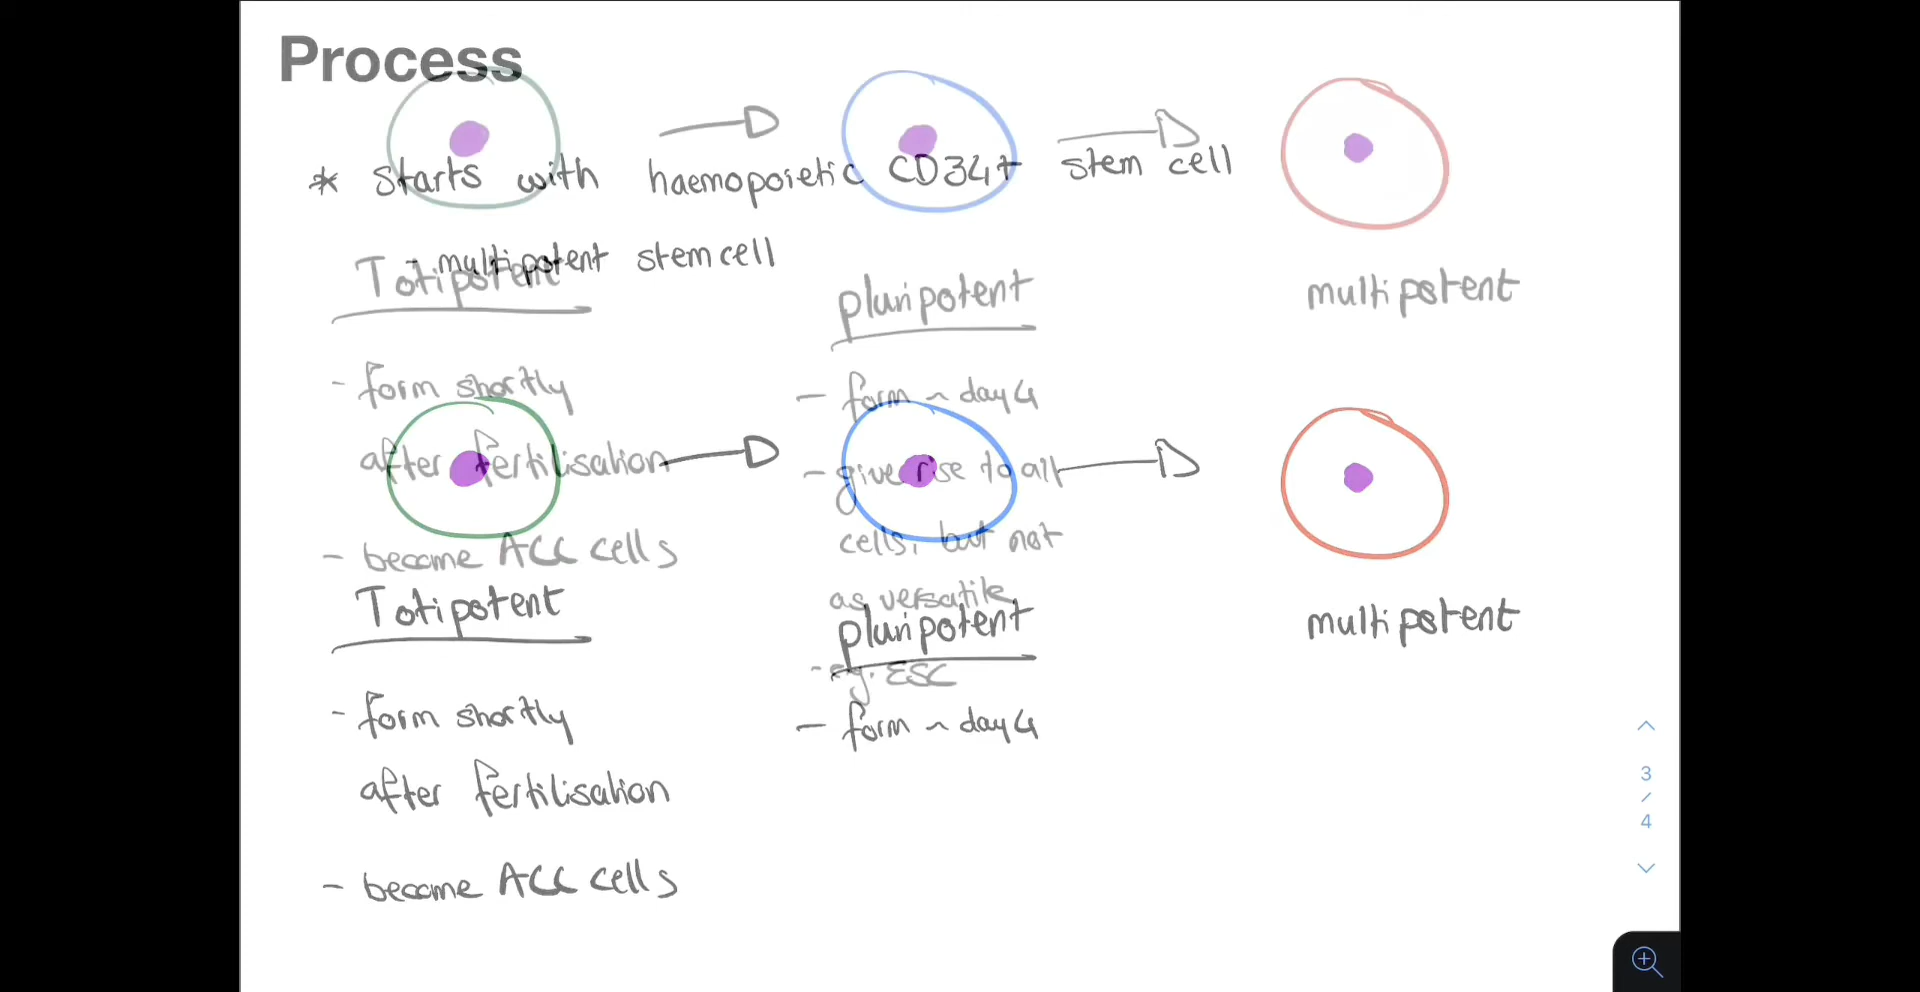 Process
* starts with haemopoietic CD34+ stem cell
- multipotent stem cell
Totipotent
pluripotent
multipotent
- form shortly
after fertilisation
- become ALL cells
- form ~ day 4
- give rise to all
cells, but not
as versatile
- eg. ESC
Totipotent
pluripotent
multipotent
- form shortly
after fertilisation
- become ALL cells
- form ~ day 4
3
/
4